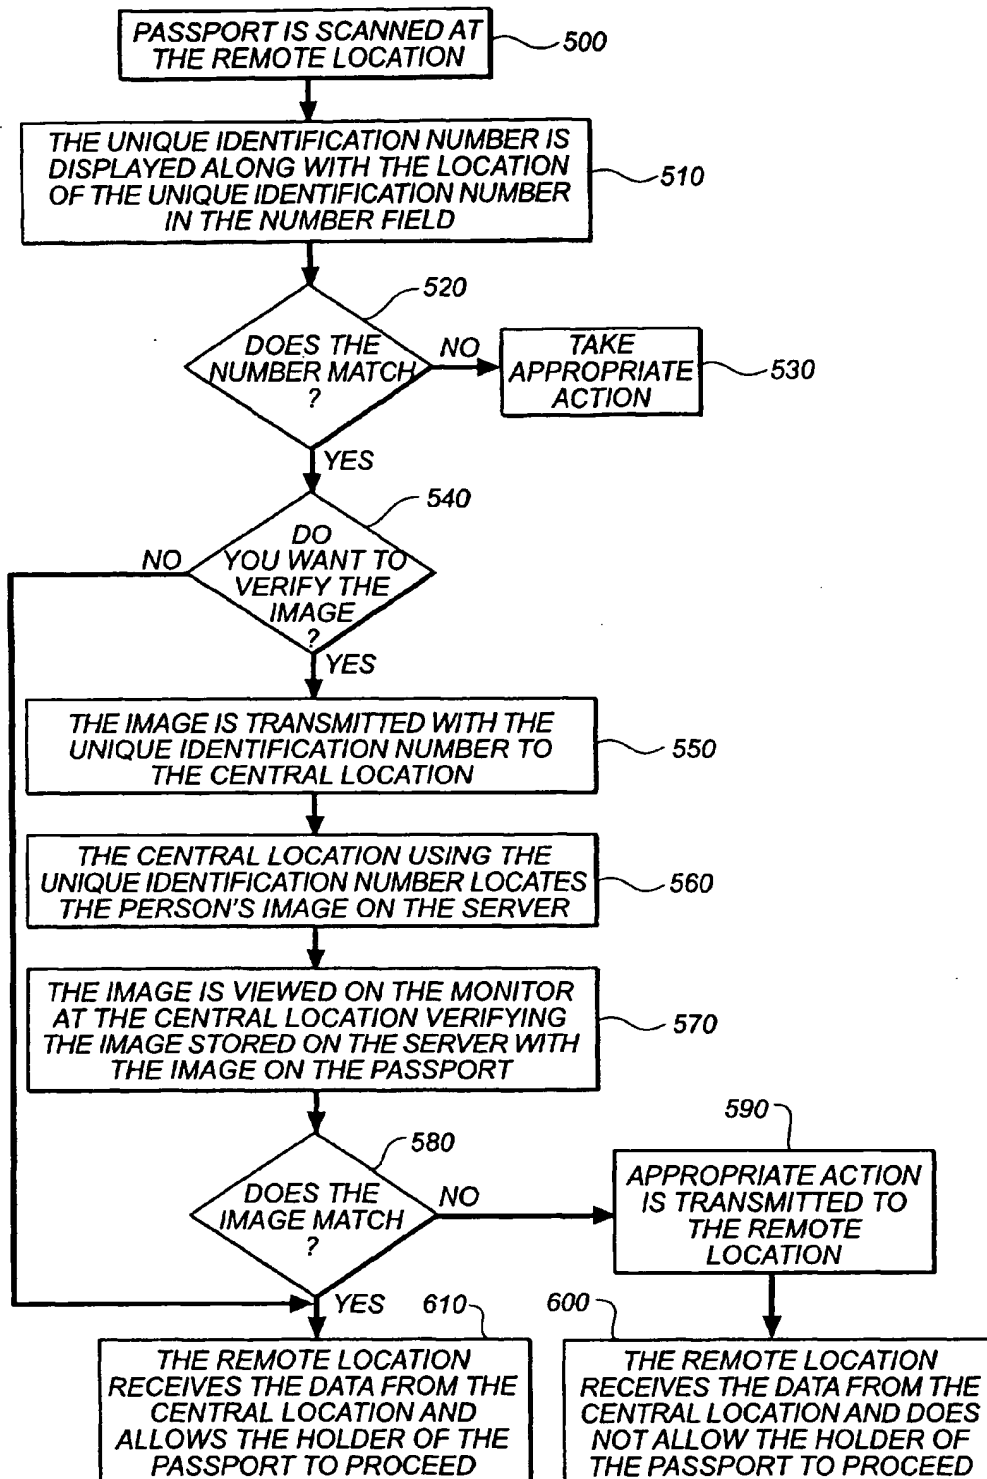 PASSPORT IS SCANNED AT
THE REMOTE LOCATION
500
THE UNIQUE IDENTIFICATION NUMBER IS
DISPLAYED ALONG WITH THE LOCATION
OF THE UNIQUE IDENTIFICATION NUMBER
IN THE NUMBER FIELD
510
520
DOES THE
NUMBER MATCH
?
NO
TAKE
APPROPRIATE
ACTION
530
YES
540
DO
YOU WANT TO
VERIFY THE
IMAGE
?
NO
YES
THE IMAGE IS TRANSMITTED WITH THE
UNIQUE IDENTIFICATION NUMBER TO
THE CENTRAL LOCATION
550
THE CENTRAL LOCATION USING THE
UNIQUE IDENTIFICATION NUMBER LOCATES
THE PERSON'S IMAGE ON THE SERVER
560
THE IMAGE IS VIEWED ON THE MONITOR
AT THE CENTRAL LOCATION VERIFYING
THE IMAGE STORED ON THE SERVER WITH
THE IMAGE ON THE PASSPORT
570
580
DOES THE
IMAGE MATCH
?
NO
590
APPROPRIATE ACTION
IS TRANSMITTED TO
THE REMOTE
LOCATION
YES
610
THE REMOTE LOCATION
RECEIVES THE DATA FROM THE
CENTRAL LOCATION AND
ALLOWS THE HOLDER OF THE
PASSPORT TO PROCEED
600
THE REMOTE LOCATION
RECEIVES THE DATA FROM THE
CENTRAL LOCATION AND DOES
NOT ALLOW THE HOLDER OF
THE PASSPORT TO PROCEED